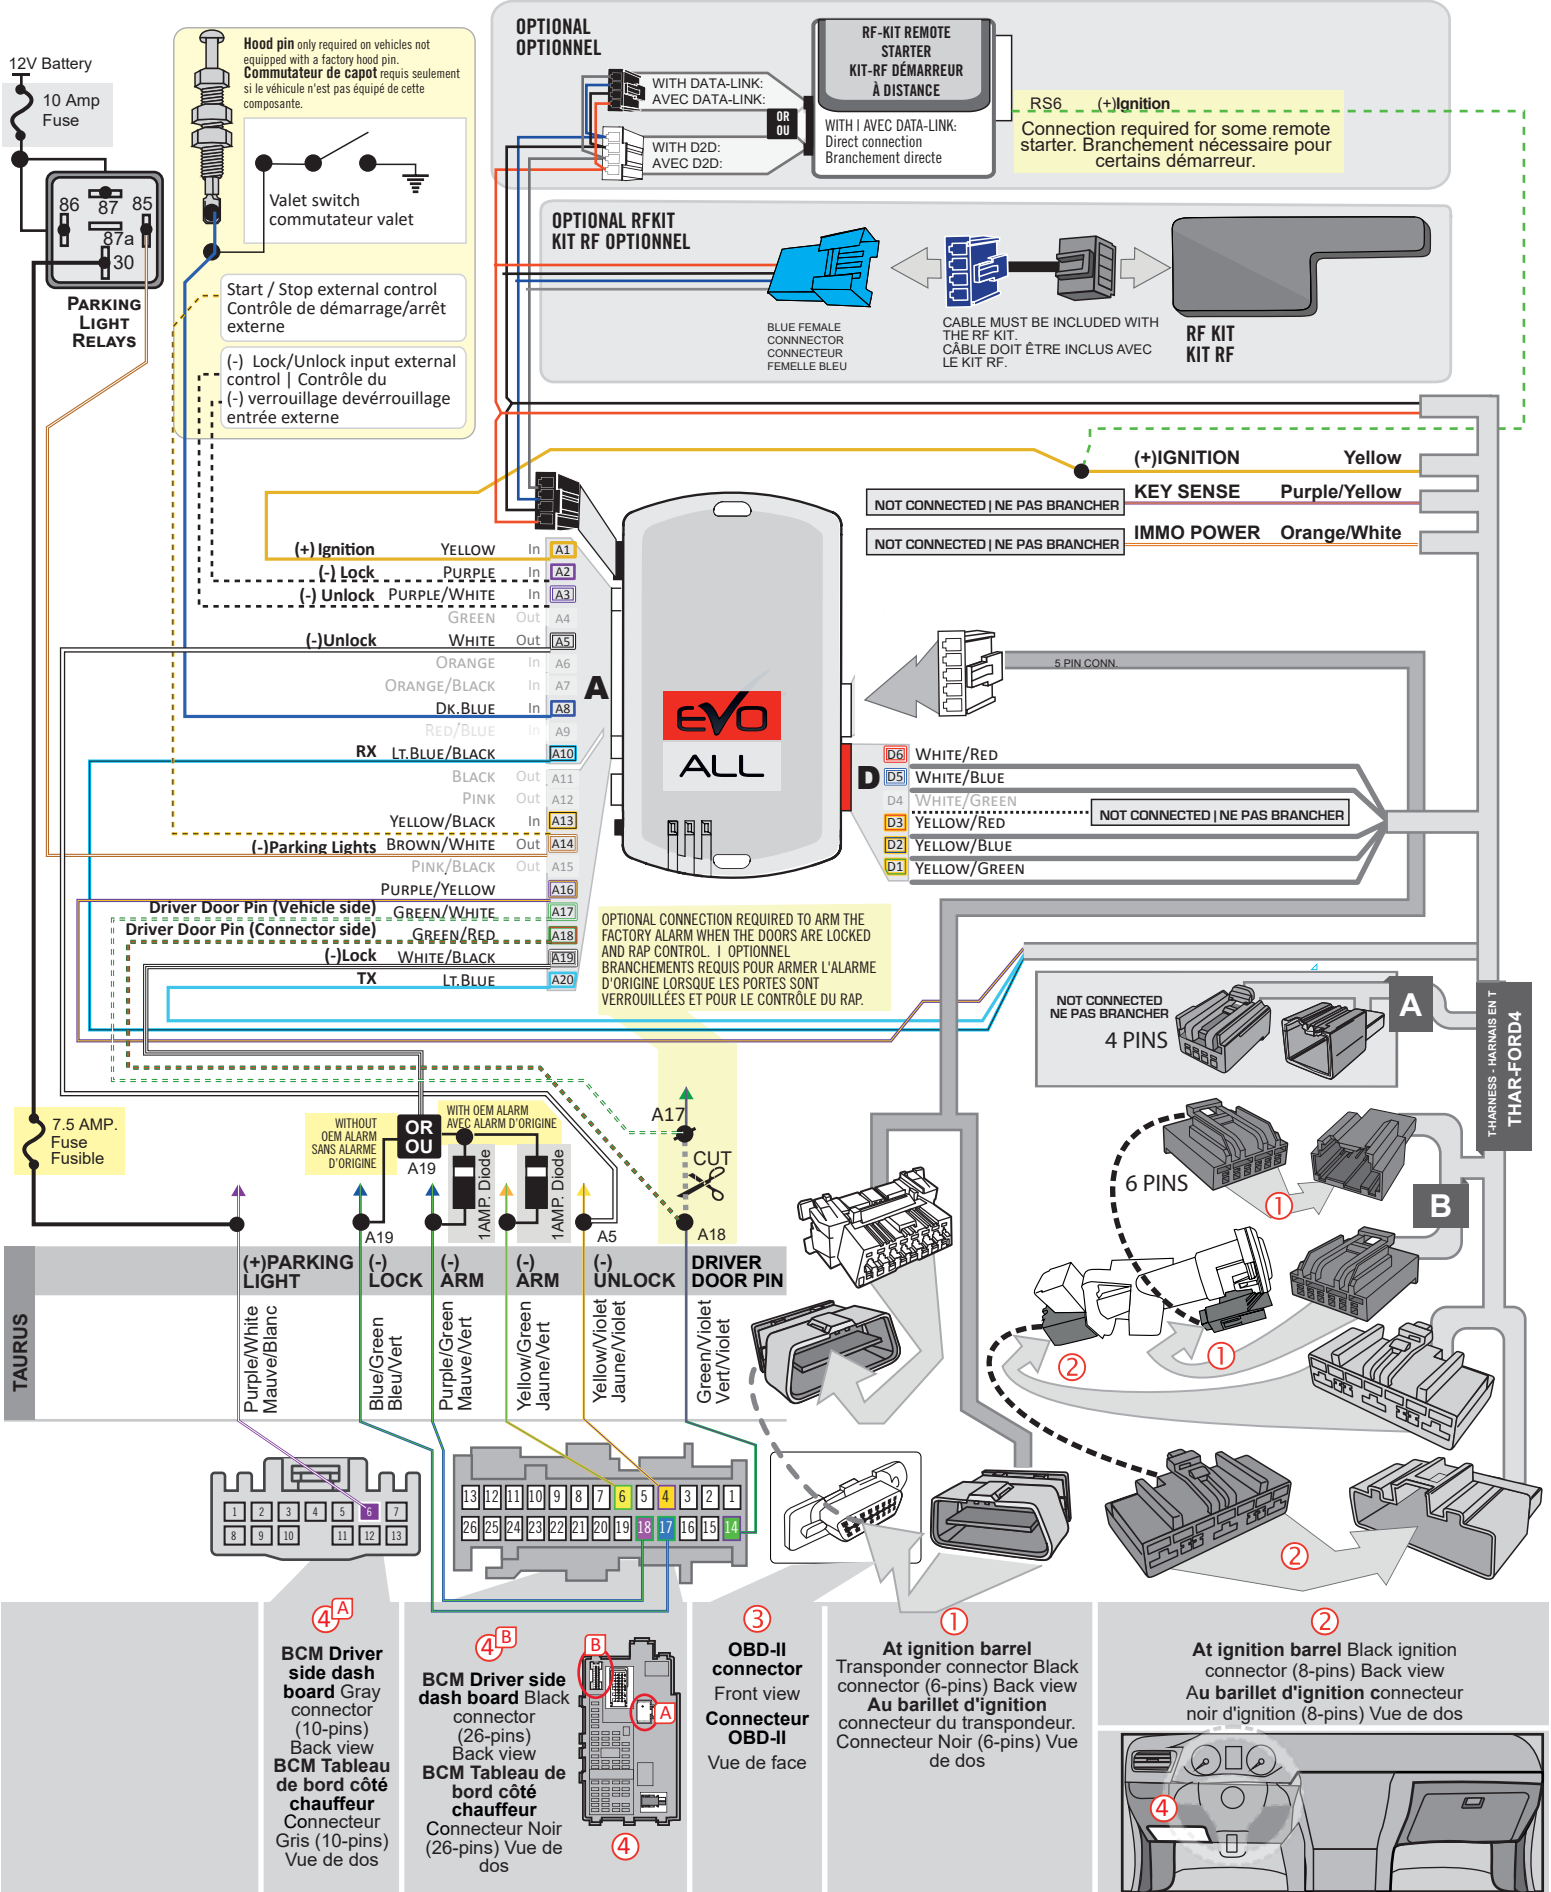 OPTIONAL
OPTIONNEL
RF-KIT REMOTE
STARTER
KIT-RF DÉMARREUR
À DISTANCE
WITH DATA-LINK:
AVEC DATA-LINK:
OR
OU
WITH D2D:
AVEC D2D:
WITH I AVEC DATA-LINK:
Direct connection
Branchement directe
RS6 (+)Ignition
Connection required for some remote
starter. Branchement nécessaire pour
certains démarreur.
12V Battery
10 Amp
Fuse
86
87
85
87a
30
PARKING
LIGHT
RELAYS
Hood pin only required on vehicles not
equipped with a factory hood pin.
Commutateur de capot requis seulement
si le véhicule n'est pas équipé de cette
composante.
Valet switch
commutateur valet
Start / Stop external control
Contrôle de démarrage/arrêt
externe
(-) Lock/Unlock input external
control | Contrôle du
(-) verrouillage devérrouillage
entrée externe
OPTIONAL RFKIT
KIT RF OPTIONNEL
BLUE FEMALE
CONNNECTOR
CONNECTEUR
FEMELLE BLEU
CABLE MUST BE INCLUDED WITH
THE RF KIT.
CÂBLE DOIT ÊTRE INCLUS AVEC
LE KIT RF.
RF KIT
KIT RF
(+)IGNITION Yellow
NOT CONNECTED | NE PAS BRANCHER KEY SENSE Purple/Yellow
NOT CONNECTED | NE PAS BRANCHER IMMO POWER Orange/White
(+) Ignition YELLOW In A1
(-) Lock PURPLE In A2
(-) Unlock PURPLE/WHITE In A3
GREEN Out A4
(-)Unlock WHITE Out A5
ORANGE In A6
ORANGE/BLACK In A7
DK.BLUE In A8
RED/BLUE In A9
RX LT.BLUE/BLACK A10
BLACK Out A11
PINK Out A12
YELLOW/BLACK In A13
(-)Parking Lights BROWN/WHITE Out A14
PINK/BLACK Out A15
PURPLE/YELLOW A16
Driver Door Pin (Vehicle side) GREEN/WHITE A17
Driver Door Pin (Connector side) GREEN/RED A18
(-)Lock WHITE/BLACK A19
TX LT.BLUE A20
A
EVO
ALL
5 PIN CONN.
D
D6 WHITE/RED
D5 WHITE/BLUE
D4 WHITE/GREEN NOT CONNECTED | NE PAS BRANCHER
D3 YELLOW/RED
D2 YELLOW/BLUE
D1 YELLOW/GREEN
OPTIONAL CONNECTION REQUIRED TO ARM THE
FACTORY ALARM WHEN THE DOORS ARE LOCKED
AND RAP CONTROL. I OPTIONNEL
BRANCHEMENTS REQUIS POUR ARMER L'ALARME
D'ORIGINE LORSQUE LES PORTES SONT
VERROUILLÉES ET POUR LE CONTRÔLE DU RAP.
NOT CONNECTED
NE PAS BRANCHER
4 PINS
A
T-HARNESS - HARNAIS EN T
THAR-FORD4
6 PINS
1
B
2
1
2
7.5 AMP.
Fuse
Fusible
WITHOUT
OEM ALARM
SANS ALARME
D'ORIGINE
OR
OU
A19
WITH OEM ALARM
AVEC ALARME D'ORIGINE
1AMP. Diode
1AMP. Diode
A17
CUT
A19
A5
A18
TAURUS
(+)PARKING
LIGHT
(-)
LOCK
(-)
ARM
(-)
ARM
(-)
UNLOCK
DRIVER
DOOR PIN
Purple/White
Mauve/Blanc
Blue/Green
Bleu/Vert
Purple/Green
Mauve/Vert
Yellow/Green
Jaune/Vert
Yellow/Violet
Jaune/Violet
Green/Violet
Vert/Violet
1 2 3 4 5 6 7
8 9 10 11 12 13
13 12 11 10 9 8 7 6 5 4 3 2 1
26 25 24 23 22 21 20 19 18 17 16 15 14
4 A
BCM Driver
side dash
board Gray
connector
(10-pins)
Back view
BCM Tableau
de bord côté
chauffeur
Connecteur
Gris (10-pins)
Vue de dos
4 B
BCM Driver side
dash board Black
connector
(26-pins)
Back view
BCM Tableau de
bord côté
chauffeur
Connecteur Noir
(26-pins) Vue de
dos
B
A
4
3
OBD-II
connector
Front view
Connecteur
OBD-II
Vue de face
1
At ignition barrel
Transponder connector Black
connector (6-pins) Back view
Au barillet d'ignition
connecteur du transpondeur.
Connecteur Noir (6-pins) Vue
de dos
2
At ignition barrel Black ignition
connector (8-pins) Back view
Au barillet d'ignition connecteur
noir d'ignition (8-pins) Vue de dos
4